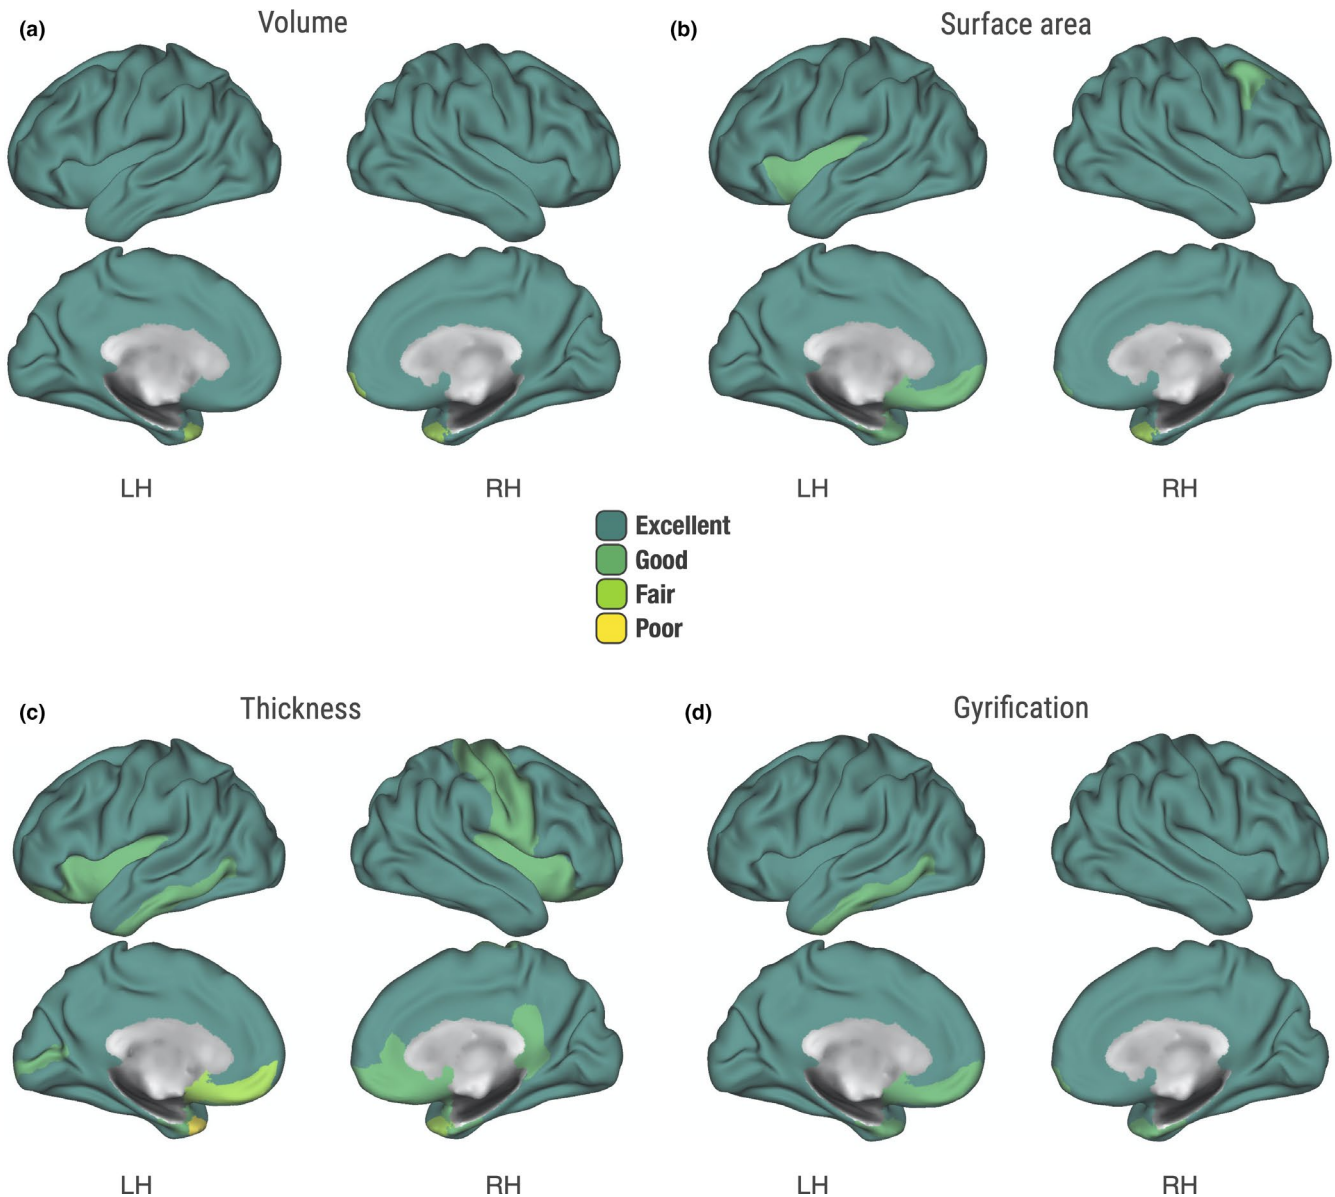 (a) Volume
(b) Surface area
LH RH LH RH
Excellent
Good
Fair
Poor
(c) Thickness
(d) Gyrification
LH RH LH RH